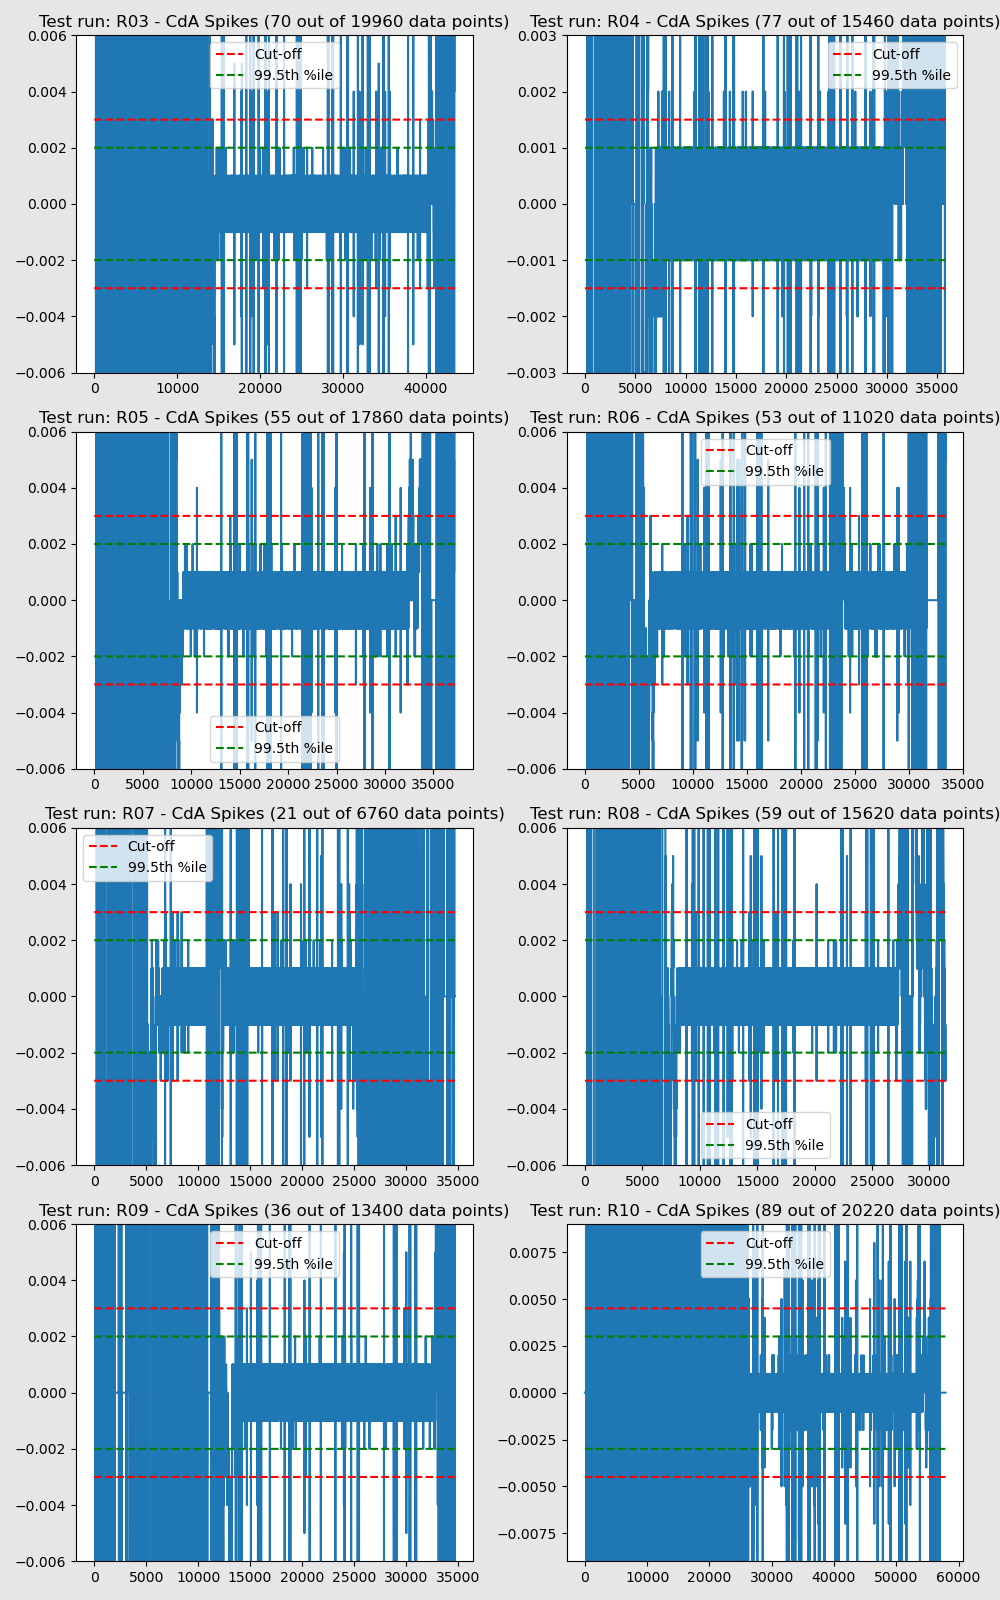 Test run: R03 - CdA Spikes (70 out of 19960 data points)
0.006
0.004
0.002
0.000
−0.002
−0.004
−0.006
Cut-off
99.5th %ile
0 10000 20000 30000 40000
Test run: R04 - CdA Spikes (77 out of 15460 data points)
0.003
0.002
0.001
0.000
−0.001
−0.002
−0.003
Cut-off
99.5th %ile
0 5000 10000 15000 20000 25000 30000 35000
Test run: R05 - CdA Spikes (55 out of 17860 data points)
0.006
0.004
0.002
0.000
−0.002
−0.004
−0.006
Cut-off
99.5th %ile
0 5000 10000 15000 20000 25000 30000 35000
Test run: R06 - CdA Spikes (53 out of 11020 data points)
0.006
0.004
0.002
0.000
−0.002
−0.004
−0.006
Cut-off
99.5th %ile
0 5000 10000 15000 20000 25000 30000 35000
Test run: R07 - CdA Spikes (21 out of 6760 data points)
0.006
0.004
0.002
0.000
−0.002
−0.004
−0.006
Cut-off
99.5th %ile
0 5000 10000 15000 20000 25000 30000 35000
Test run: R08 - CdA Spikes (59 out of 15620 data points)
0.006
0.004
0.002
0.000
−0.002
−0.004
−0.006
Cut-off
99.5th %ile
0 5000 10000 15000 20000 25000 30000
Test run: R09 - CdA Spikes (36 out of 13400 data points)
0.006
0.004
0.002
0.000
−0.002
−0.004
−0.006
Cut-off
99.5th %ile
0 5000 10000 15000 20000 25000 30000 35000
Test run: R10 - CdA Spikes (89 out of 20220 data points)
0.0075
0.0050
0.0025
0.0000
−0.0025
−0.0050
−0.0075
Cut-off
99.5th %ile
0 10000 20000 30000 40000 50000 60000